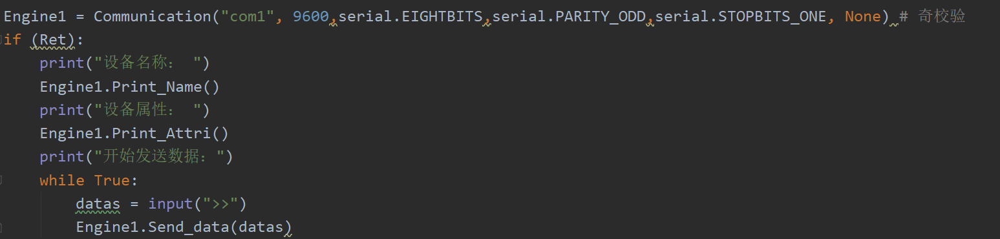 Engine1 = Communication("com1", 9600,serial.EIGHTBITS,serial.PARITY_ODD,serial.STOPBITS_ONE, None) # 奇校验
if (Ret):
    print("设备名称： ")
    Engine1.Print_Name()
    print("设备属性： ")
    Engine1.Print_Attri()
    print("开始发送数据：")
    while True:
        datas = input(">>")
        Engine1.Send_data(datas)